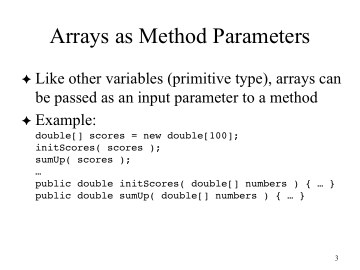 Arrays as Method Parameters
✦ Like other variables (primitive type), arrays can
be passed as an input parameter to a method
✦ Example:
double[] scores = new double[100];
initScores( scores );
sumUp( scores );
…
public double initScores( double[] numbers ) { … }
public double sumUp( double[] numbers ) { … }
3